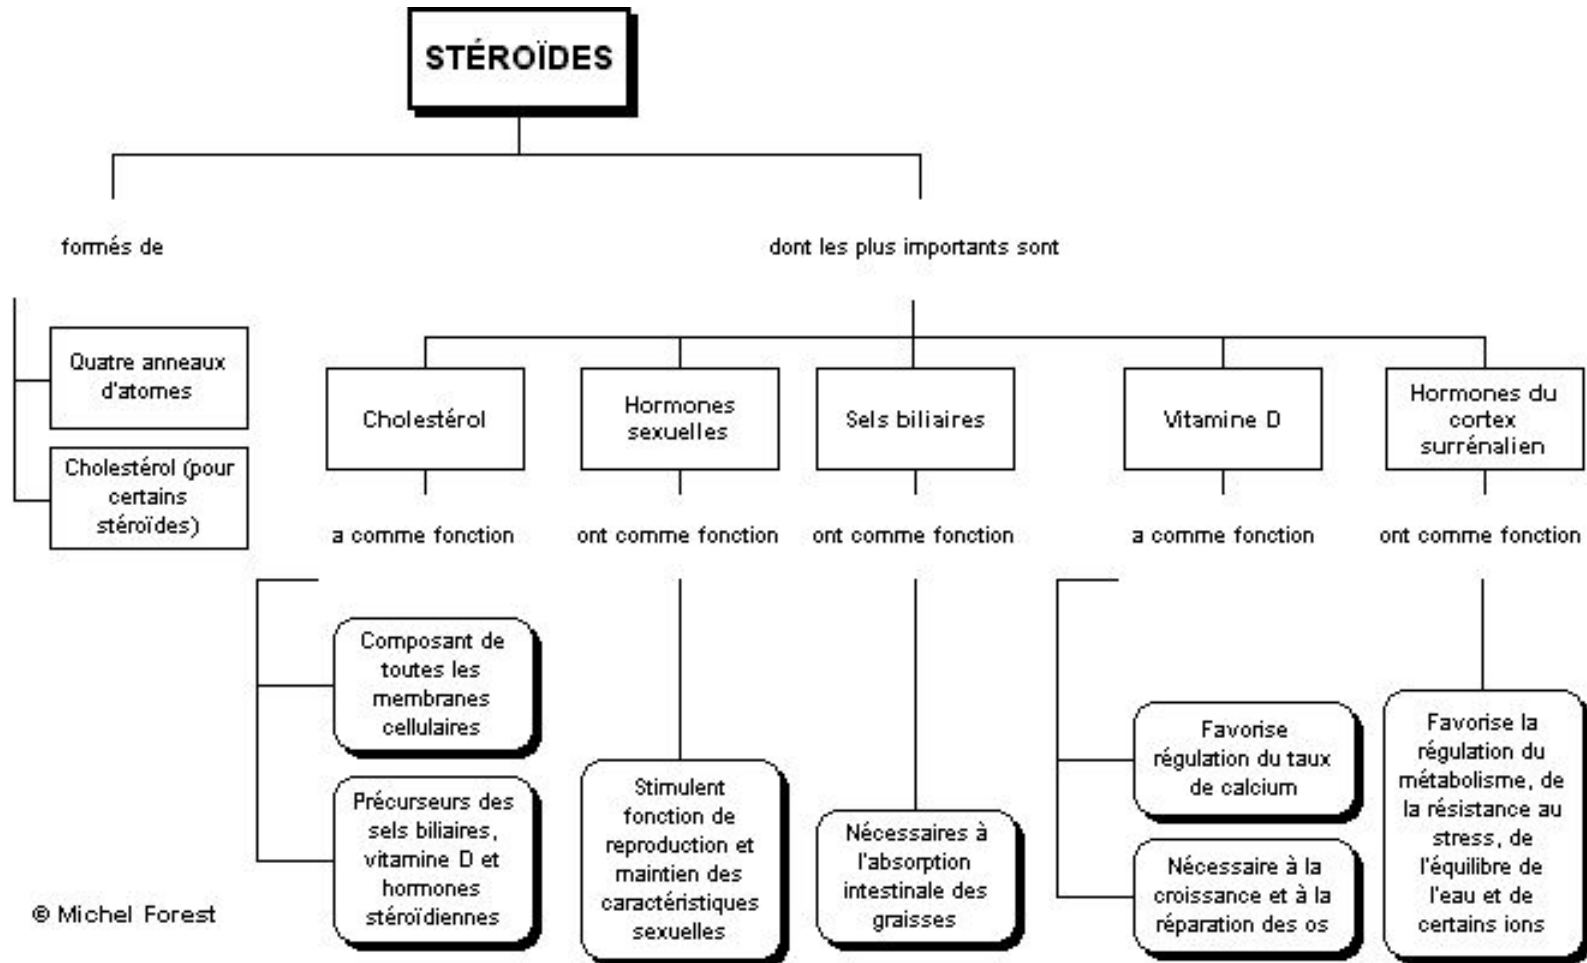 STÉROÏDES
formés de
dont les plus importants sont
Quatre anneaux
d'atomes
Cholestérol (pour
certains
stéroïdes)
Cholestérol
Hormones
sexuelles
Sels biliaires
Vitamine D
Hormones du
cortex
surrénalien
a comme fonction
ont comme fonction
ont comme fonction
a comme fonction
ont comme fonction
Composant de
toutes les
membranes
cellulaires
Précurseurs des
sels biliaires,
vitamine D et
hormones
stéroïdiennes
Stimulent
fonction de
reproduction et
maintien des
caractéristiques
sexuelles
Nécessaires à
l'absorption
intestinale des
graisses
Favorise
régulation du taux
de calcium
Nécessaire à la
croissance et à la
réparation des os
Favorise la
régulation du
métabolisme, de
la résistance au
stress, de
l'équilibre de
l'eau et de
certains ions
© Michel Forest